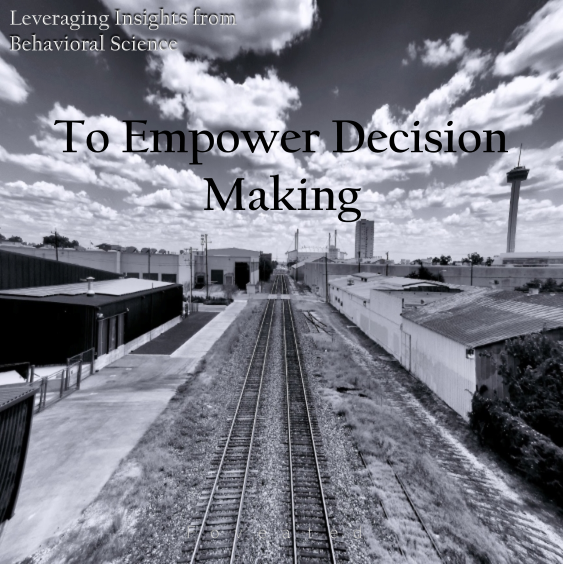 Leveraging Insights from
Behavioral Science
To Empower Decision
Making